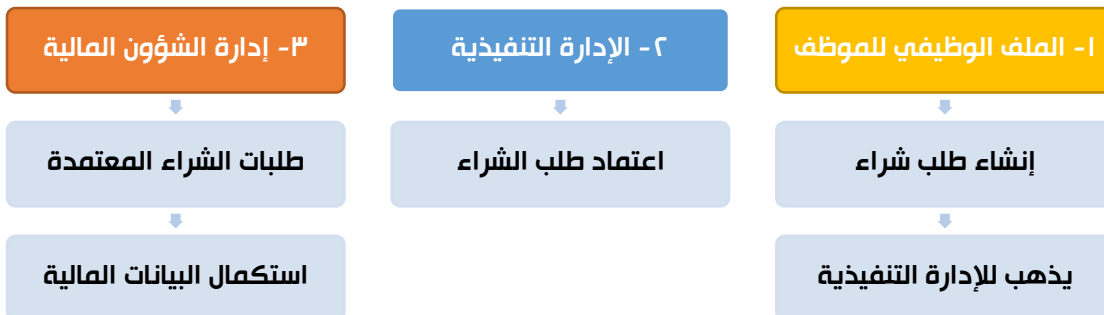 ١- الملف الوظيفي للموظف
إنشاء طلب شراء
يذهب للإدارة التنفيذية
٢- الإدارة التنفيذية
اعتماد طلب الشراء
٣- إدارة الشؤون المالية
طلبات الشراء المعتمدة
استكمال البيانات المالية